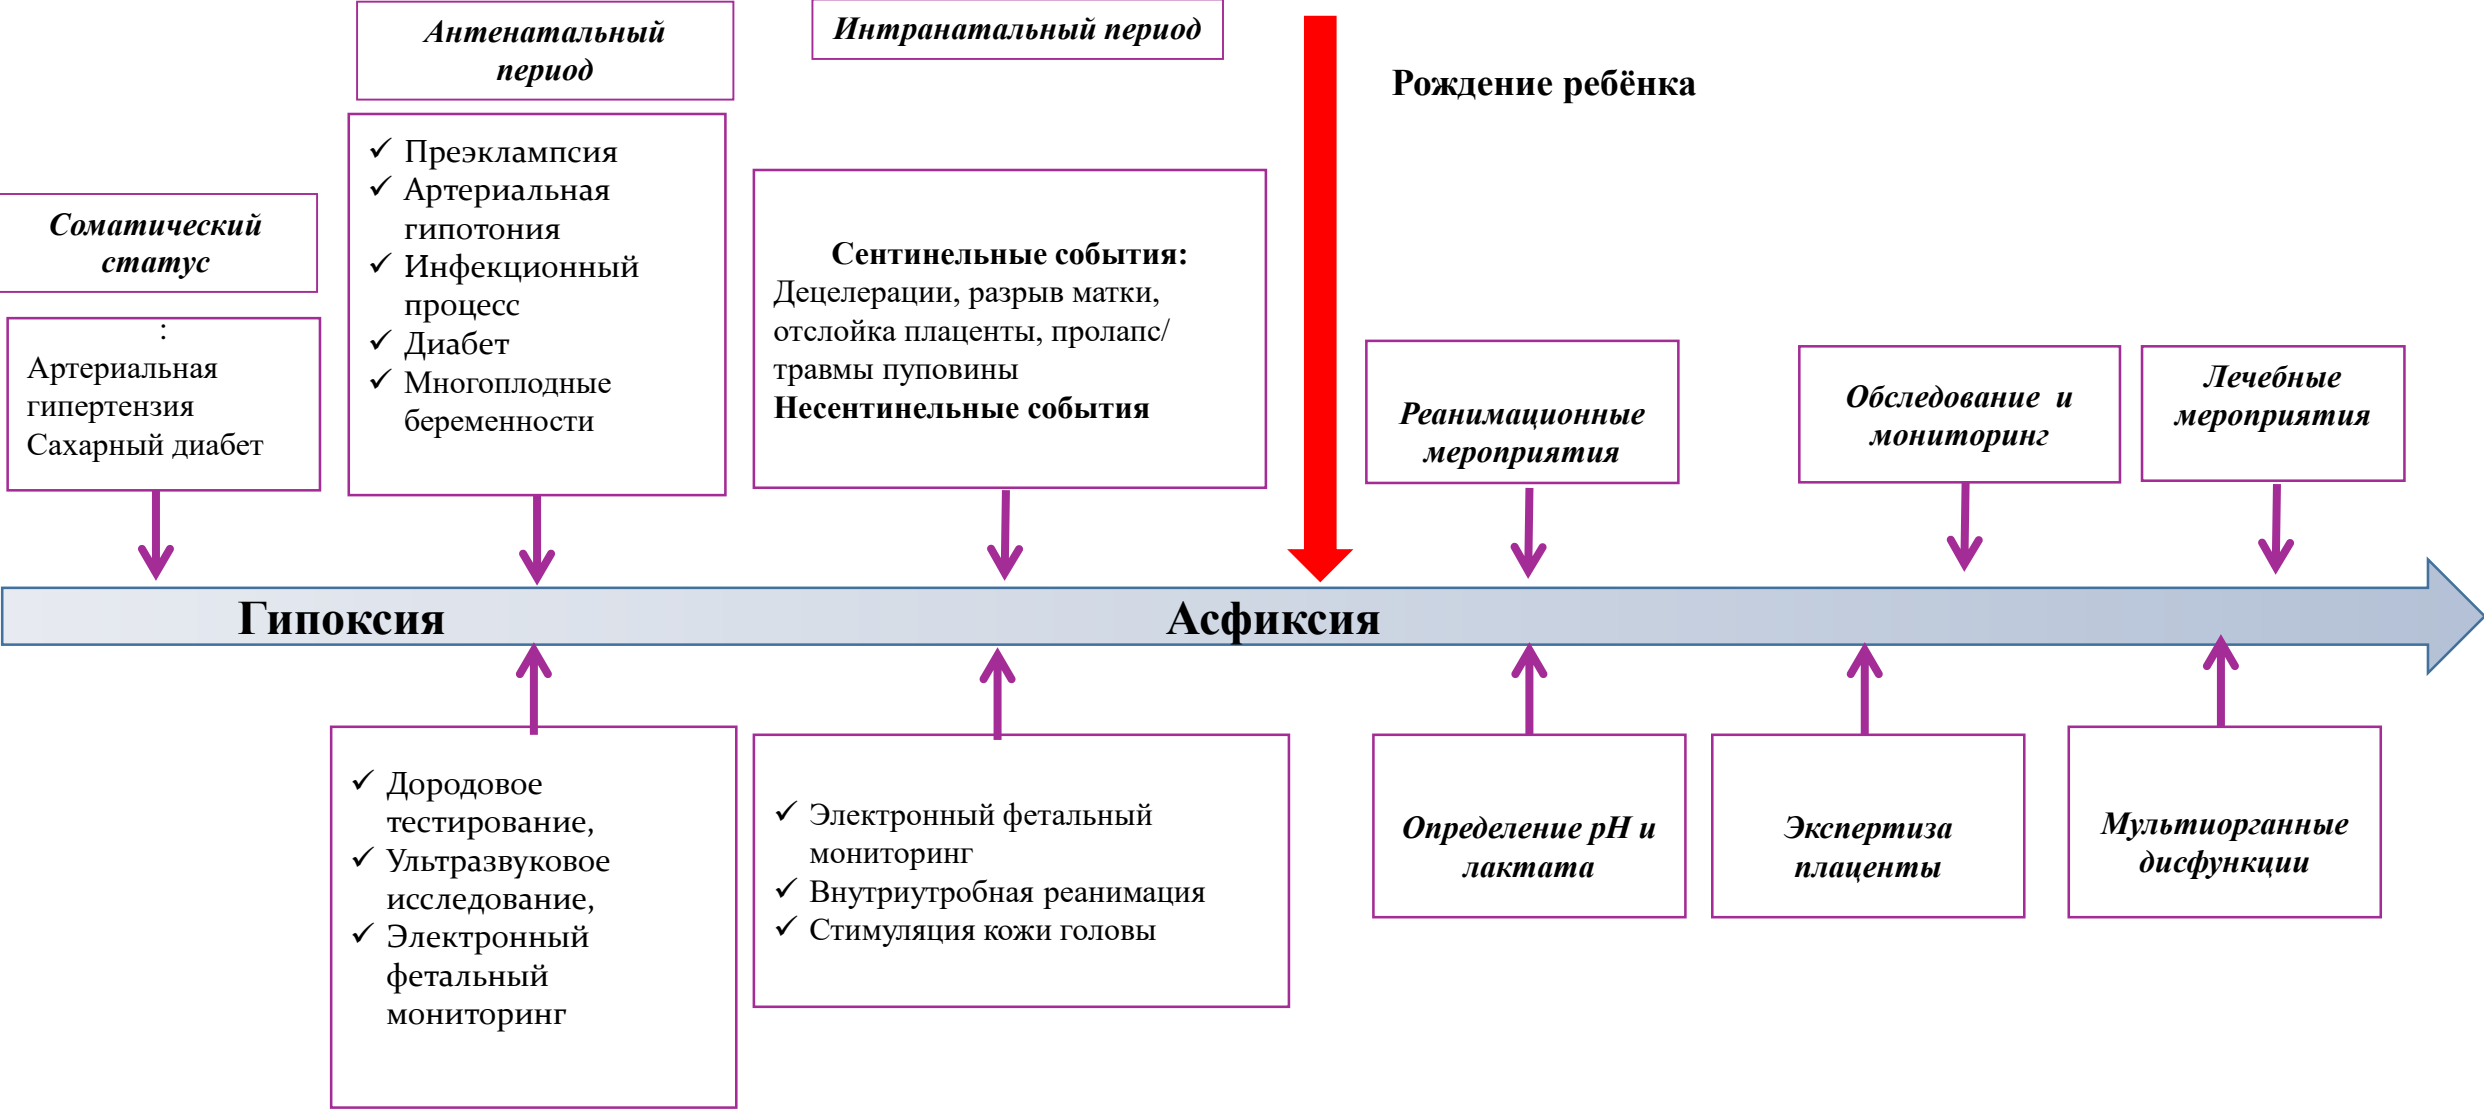 Антенатальный
период
Интранатальный период
Рождение ребёнка
Соматический
статус
:
Артериальная
гипертензия
Сахарный диабет
✓ Преэклампсия
✓ Артериальная
гипотония
✓ Инфекционный
процесс
✓ Диабет
✓ Многоплодные
беременности
Сентинельные события:
Децелерации, разрыв матки,
отслойка плаценты, пролапс/
травмы пуповины
Несентинельные события
Реанимационные
мероприятия
Обследование и
мониторинг
Лечебные
мероприятия
Гипоксия
Асфиксия
✓ Дородовое
тестирование,
✓ Ультразвуковое
исследование,
✓ Электронный
фетальный
мониторинг
✓ Электронный фетальный
мониторинг
✓ Внутриутробная реанимация
✓ Стимуляция кожи головы
Определение рН и
лактата
Экспертиза
плаценты
Мультиорганные
дисфункции